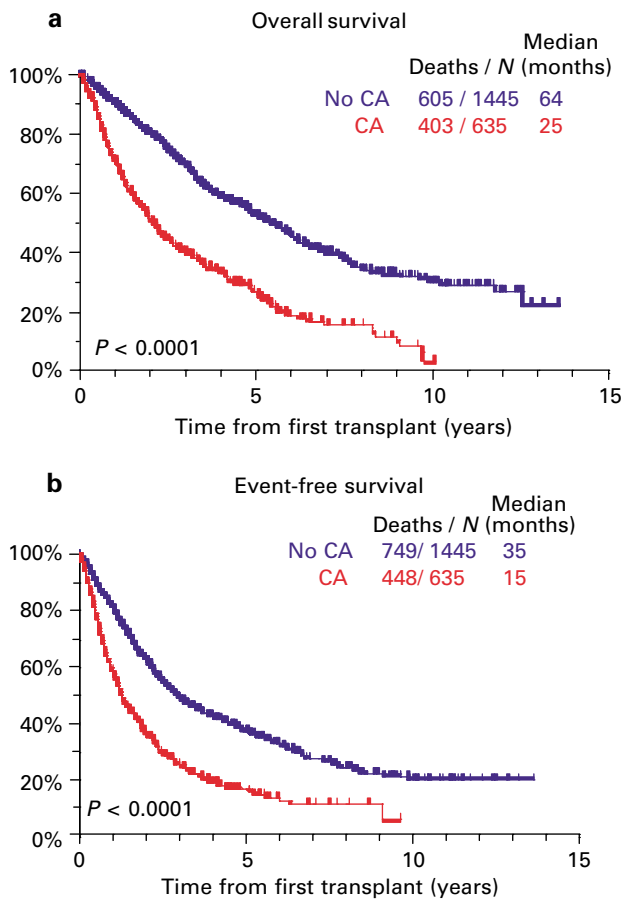 a Overall survival
Median
Deaths / N (months)
No CA 605 / 1445 64
CA 403 / 635 25
100%
80%
60%
40%
20%
0%
P < 0.0001
0 5 10 15
Time from first transplant (years)
b Event-free survival
Median
Deaths / N (months)
No CA 749/ 1445 35
CA 448/ 635 15
100%
80%
60%
40%
20%
0%
P < 0.0001
0 5 10 15
Time from first transplant (years)